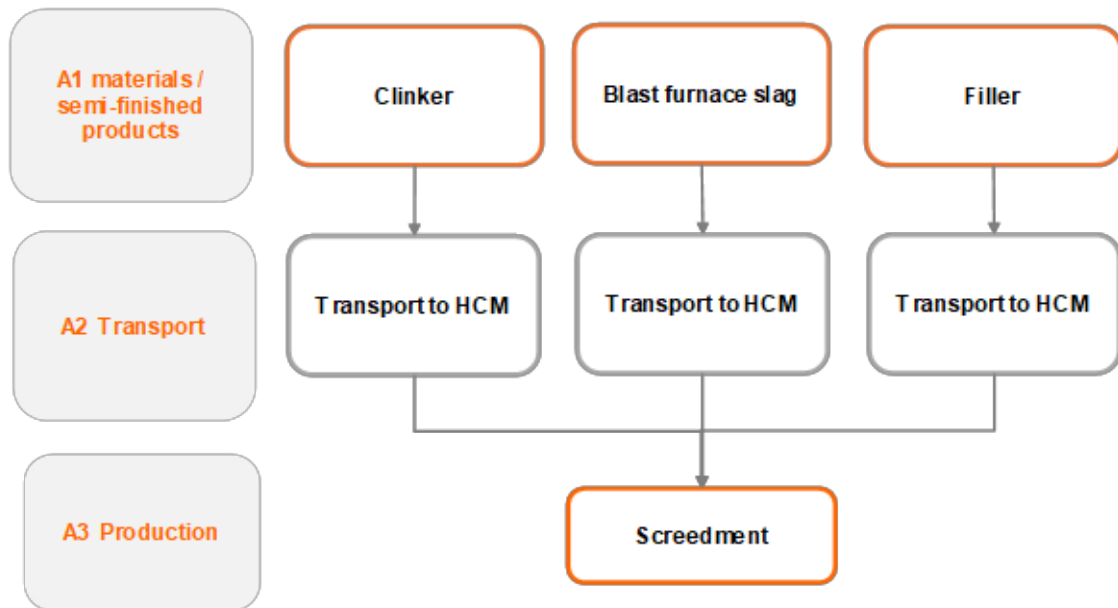 A1 materials /
semi-finished
products
Clinker
Blast furnace slag
Filler
A2 Transport
Transport to HCM
Transport to HCM
Transport to HCM
A3 Production
Screedment